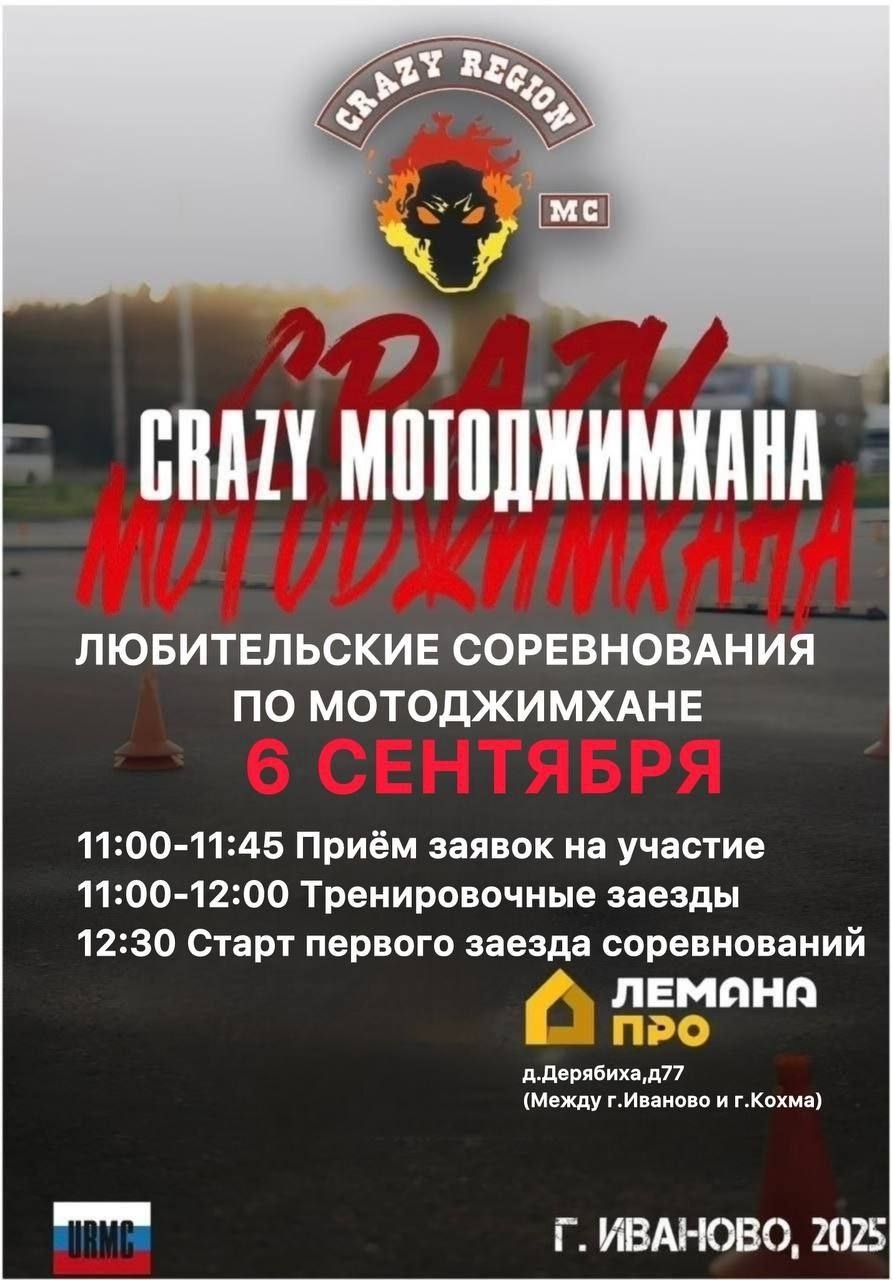 CRAZY REGION
MC
CRAZY
CRAZY МОТОДЖИМХАНА
МОТОДЖИМХАНА
ЛЮБИТЕЛЬСКИЕ СОРЕВНОВАНИЯ
ПО МОТОДЖИМХАНЕ
6 СЕНТЯБРЯ
11:00-11:45 Приём заявок на участие
11:00-12:00 Тренировочные заезды
12:30 Старт первого заезда соревнований
ЛЕМАНА
ПРО
д.Дерябиха,д77
(Между г.Иваново и г.Кохма)
URMC
Г. ИВАНОВО, 2025